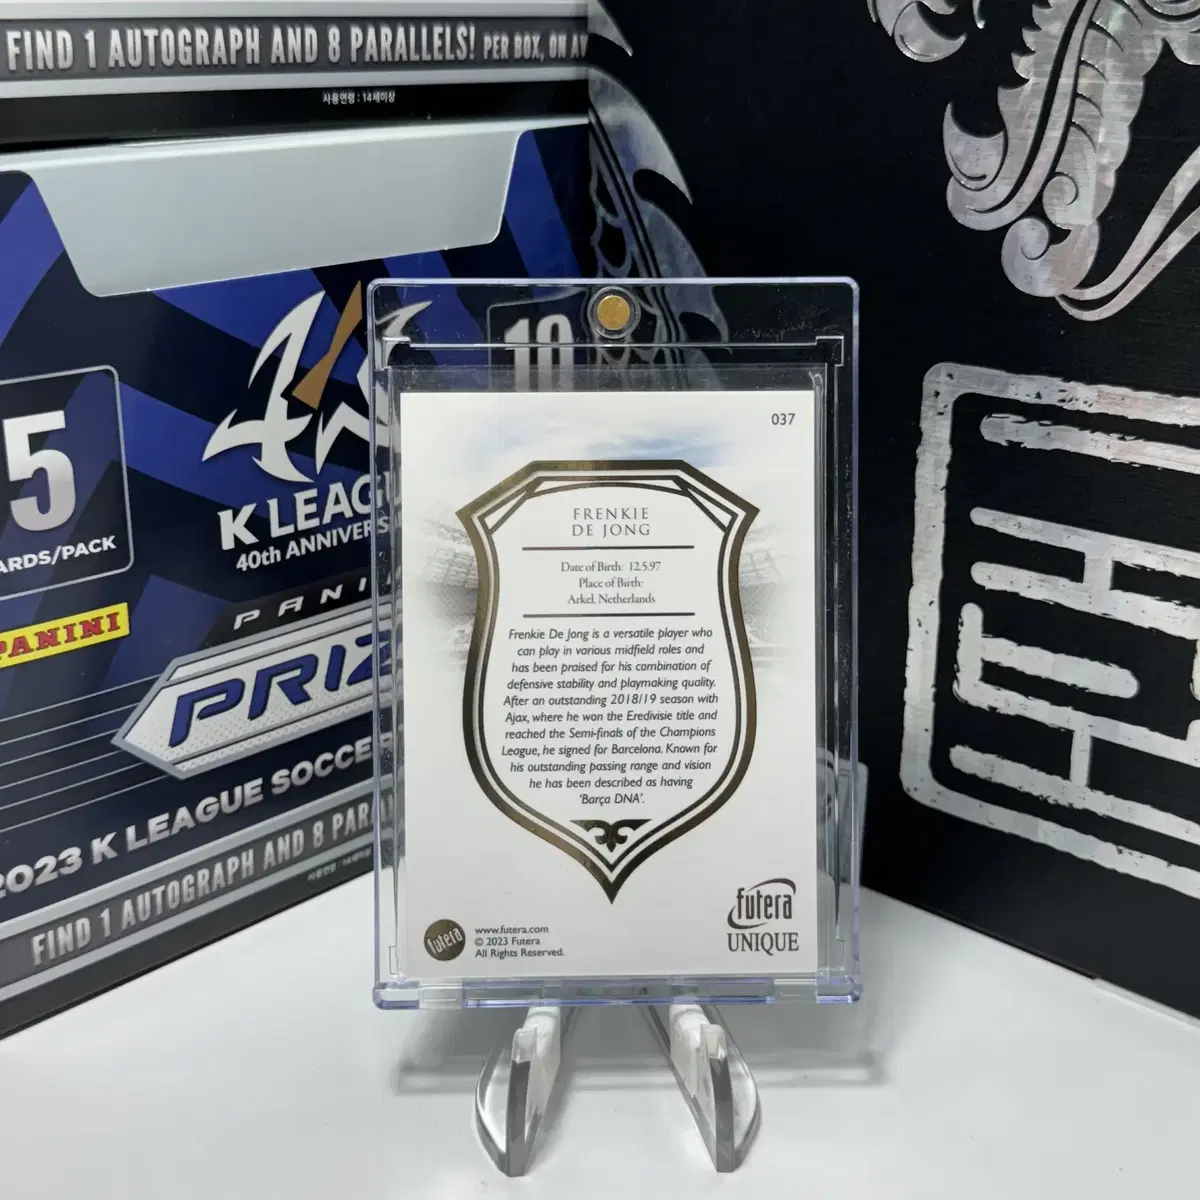 FIND 1 AUTOGRAPH AND 8 PARALLELS! PER BOX, ON
사용연령 : 14세이상
5
CARDS/PACK
10
K LEAG
40th ANNIVERS
PANINI
PANI
PRIZ
2023 K LEAGUE SOCCE
FIND 1 AUTOGRAPH AND 8 PAR
037
FRENKIE
DE JONG
Date of Birth: 12.5.97
Place of Birth:
Arkel, Netherlands
Frenkie De Jong is a versatile player who
can play in various midfield roles and
has been praised for his combination of
defensive stability and playmaking quality.
After an outstanding 2018/19 season with
Ajax, where he won the Eredivisie title and
reached the Semi-finals of the Champions
League, he signed for Barcelona. Known for
his outstanding passing range and vision
he has been described as having
‘Barça DNA’.
futera
www.futera.com
© 2023 Futera
All Rights Reserved.
futera
UNIQUE